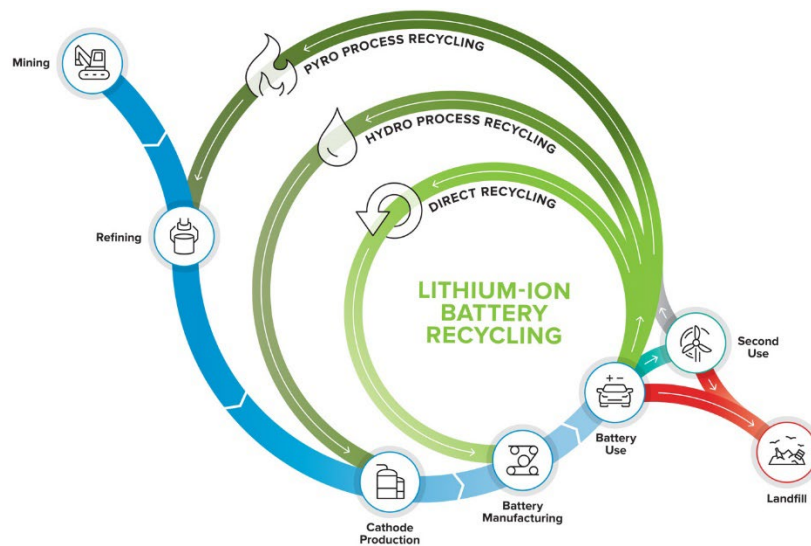 Mining
PYRO PROCESS RECYCLING
HYDRO PROCESS RECYCLING
DIRECT RECYCLING
Refining
LITHIUM-ION
BATTERY
RECYCLING
Second
Use
+ −
Battery
Use
Landfill
Battery
Manufacturing
Cathode
Production